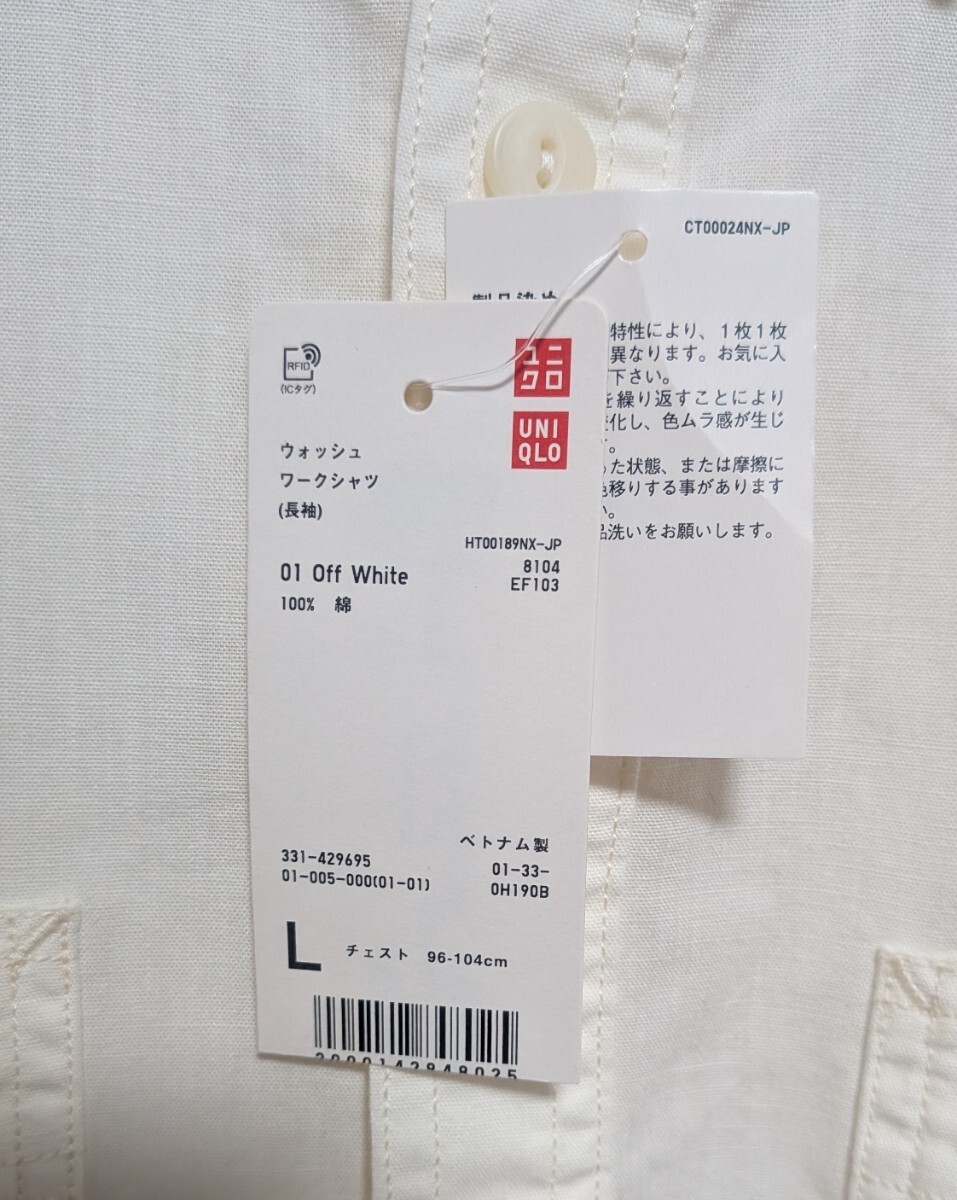 RFID
(ICタグ)
ユニ
クロ
UNI
QLO
ウォッシュ
ワークシャツ
(長袖)
HT00189NX-JP
8104
EF103
01 Off White
100% 綿
ベトナム製
331-429695
01-33-
01-005-000(01-01)
0H190B
L チェスト 96-104cm
CT00024NX-JP
特性により、1枚1枚
異なります。お気に入
下さい。
を繰り返すことにより
化し、色ムラ感が生じ
。
た状態、または摩擦に
色移りする事があります
。
品洗いをお願いします。